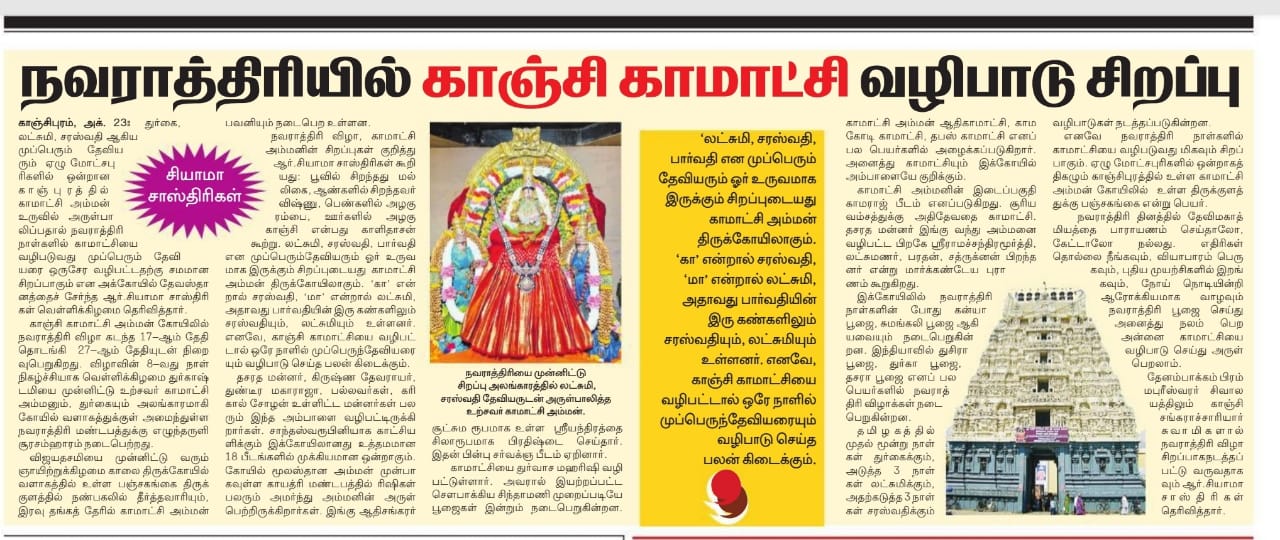 நவராத்திரியில் காஞ்சி காமாட்சி வழிபாடு சிறப்பு
காஞ்சிபுரம், அக். 23: துர்கை,
லட்சுமி, சரஸ்வதி ஆகிய
முப்பெரும் தேவிய
ரும் ஏழு மோட்சபு
ரிகளில் ஒன்றான
காஞ்புரத்தில்
காமாட்சி அம்மன்
உருவில் அருள்பா
லிப்பதால் நவராத்திரி
நாள்களில் காமாட்சியை
வழிபடுவது முப்பெரும் தேவி
யரை ஒருசேர வழிபட்டதற்கு சமமான
சிறப்பாகும் என அக்கோயில் தேவஸ்தா
னத்தைச் சேர்ந்த ஆர்.சியாமா சாஸ்திரி
கள் வெள்ளிக்கிழமை தெரிவித்தார்.
காஞ்சி காமாட்சி அம்மன் கோயிலில்
நவராத்திரி விழா கடந்த 17-ஆம் தேதி
தொடங்கி 27-ஆம் தேதியுடன் நிறை
வுபெறுகிறது. விழாவின் 8-வது நாள்
நிகழ்ச்சியாக வெள்ளிக்கிழமை துர்காஷ்
டமியை முன்னிட்டு உற்சவர் காமாட்சி
அம்மனும், துர்கையும் அலங்காரமாகி
கோயில் வளாகத்துக்குள் அமைந்துள்ள
நவராத்திரி மண்டபத்துக்கு எழுந்தருளி
சூரசம்ஹாரம் நடைபெற்றது.
விஜயதசமியை முன்னிட்டு வரும்
ஞாயிற்றுக்கிழமை காலை திருக்கோயில்
வளாகத்தில் உள்ள பஞ்சகங்கை திருக்
குளத்தில் நண்பகலில் தீர்த்தவாரியும்,
இரவு தங்கத் தேரில் காமாட்சி அம்மன்
சியாமா
சாஸ்திரிகள்
பவனியும் நடைபெற உள்ளன.
நவராத்திரி விழா, காமாட்சி
அம்மனின் சிறப்புகள் குறித்து
ஆர்.சியாமா சாஸ்திரிகள் கூறி
யது: பூவில் சிறந்தது மல்
லிகை, ஆண்களில் சிறந்தவர்
விஷ்ணு, பெண்களில் அழகு
ரம்பை, ஊர்களில் அழகு
காஞ்சி என்பது காளிதாசன்
கூற்று. லட்சுமி, சரஸ்வதி, பார்வதி
என முப்பெரும்தேவியரும் ஓர் உருவ
மாக இருக்கும் சிறப்புடையது காமாட்சி
அம்மன் திருக்கோயிலாகும். 'கா' என்
றால் சரஸ்வதி, 'மா' என்றால் லட்சுமி,
அதாவது பார்வதியின் இரு கண்களிலும்
சரஸ்வதியும், லட்சுமியும் உள்ளனர்.
எனவே, காஞ்சி காமாட்சியை வழிபட்
டால் ஒரே நாளில் முப்பெருந்தேவியரை
யும் வழிபாடு செய்த பலன் கிடைக்கும்.
தசரத மன்னர், கிருஷ்ண தேவராயர்,
துண்டீர மகாராஜா, பல்லவர்கள், கரி
கால் சோழன் உள்ளிட்ட மன்னர்கள் பல
ரும் இந்த அம்பாளை வழிபட்டிருக்கி
றார்கள். சாந்தஸ்வரூபினியாக காட்சிய
ளிக்கும் இக்கோயிலானது உத்தமமான
18 பீடங்களில் முக்கியமான ஒன்றாகும்.
கோயில் மூலஸ்தான அம்மன் முன்பா
கவுள்ள காயத்ரி மண்டபத்தில் ரிஷிகள்
பலரும் அமர்ந்து அம்மனின் அருள்
பெற்றிருக்கிறார்கள். இங்கு ஆதிசங்கரர்
நவராத்திரியை முன்னிட்டு
சிறப்பு அலங்காரத்தில் லட்சுமி,
சரஸ்வதி தேவியருடன் அருள்பாலித்த
உற்சவர் காமாட்சி அம்மன்.
சூட்சும ரூபமாக உள்ள ஸ்ரீயந்திரத்தை
சிலாரூபமாக பிரதிஷ்டை செய்தார்.
இதன் பின்பு சர்வக்ஞ பீடம் ஏறினார்.
காமாட்சியை துர்வாச மஹரிஷி வழி
பட்டுள்ளார். அவரால் இயற்றப்பட்ட
சௌபாக்கிய சிந்தாமணி முறைப்படியே
பூஜைகள் இன்றும் நடைபெறுகின்றன.
'லட்சுமி, சரஸ்வதி,
பார்வதி என முப்பெரும்
தேவியரும் ஓர் உருவமாக
இருக்கும் சிறப்புடையது
காமாட்சி அம்மன்
திருக்கோயிலாகும்.
'கா' என்றால் சரஸ்வதி,
'மா' என்றால் லட்சுமி,
அதாவது பார்வதியின்
இரு கண்களிலும்
சரஸ்வதியும், லட்சுமியும்
உள்ளனர். எனவே,
காஞ்சி காமாட்சியை
வழிபட்டால் ஒரே நாளில்
முப்பெருந்தேவியரையும்
வழிபாடு செய்த
பலன் கிடைக்கும்.
காமாட்சி அம்மன் ஆதிகாமாட்சி, காம
கோடி காமாட்சி, தபஸ் காமாட்சி எனப்
பல பெயர்களில் அழைக்கப்படுகிறார்.
அனைத்து காமாட்சியும் இக்கோயில்
அம்பாளையே குறிக்கும்.
காமாட்சி அம்மனின் இடைப்பகுதி
காமராஜ் பீடம் எனப்படுகிறது. சூரிய
வம்சத்துக்கு அதிதேவதை காமாட்சி.
தசரத மன்னர் இங்கு வந்து அம்மனை
வழிபட்ட பிறகே ஸ்ரீராமச்சந்திரமூர்த்தி,
லட்சுமணர், பரதன், சத்ருக்னன் பிறந்த
னர் என்று மார்க்கண்டேய புரா
ணம் கூறுகிறது.
இக்கோயிலில் நவராத்திரி
நாள்களின் போது கன்யா
பூஜை, சுமங்கலி பூஜை ஆகி
யவையும் நடைபெறுகின்
றன. இந்தியாவில் துசிரா
பூஜை, துர்கா பூஜை,
தசரா பூஜை எனப் பல
பெயர்களில் நவராத்
திரி விழாக்கள் நடை
பெறுகின்றன.
தமிழகத்தில்
முதல் மூன்று நாள்
கள் துர்கைக்கும்,
அடுத்த 3 நாள்
கள் லட்சுமிக்கும்,
அதற்கடுத்த 3 நாள்
கள் சரஸ்வதிக்கும்
வழிபாடுகள் நடத்தப்படுகின்றன.
எனவே நவராத்திரி நாள்களில்
காமாட்சியை வழிபடுவது மிகவும் சிறப்
பாகும். ஏழு மோட்சபுரிகளில் ஒன்றாகத்
திகழும் காஞ்சிபுரத்தில் உள்ள காமாட்சி
அம்மன் கோயிலில் உள்ள திருக்குளத்
துக்கு பஞ்சகங்கை என்று பெயர்.
நவராத்திரி தினத்தில் தேவிமகாத்
மியத்தை பாராயணம் செய்தாலோ,
கேட்டாலோ நல்லது. எதிரிகள்
தொல்லை நீங்கவும், வியாபாரம் பெரு
கவும், புதிய முயற்சிகளில் இறங்
கவும், நோய் நொடியின்றி
ஆரோக்கியமாக வாழவும்
நவராத்திரி பூஜை செய்து
அனைத்து நலம் பெற
அன்னை காமாட்சியை
வழிபாடு செய்து அருள்
பெறலாம்.
தேனம்பாக்கம் பிரம்
மபுரீஸ்வரர் சிவால
யத்திலும் காஞ்சி
சங்கராச்சாரியார்
சுவாமிகளால்
நவராத்திரி விழா
சிறப்பாகநடத்தப்
பட்டு வருவதாக
வும் ஆர்.சியாமா
சாஸ்திரிகள்
தெரிவித்தார்.